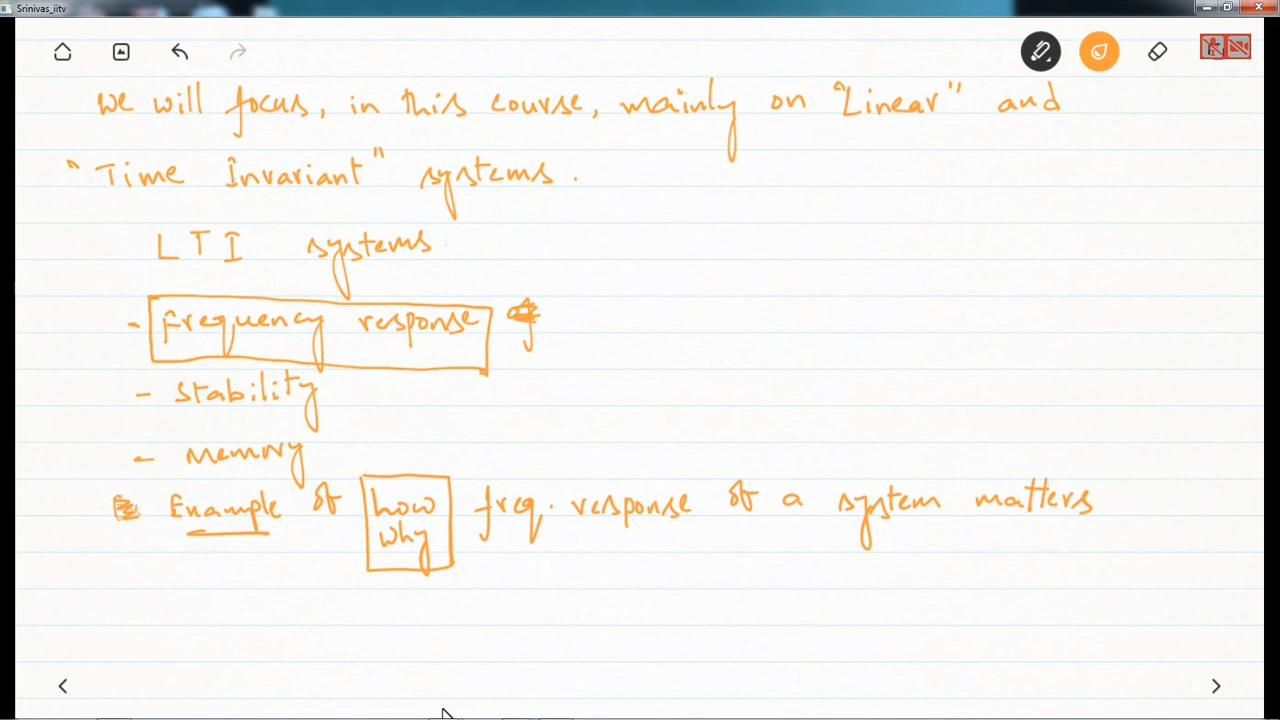 Srinivas_iitv
We will focus, in this course, mainly on "Linear" and
"Time Invariant" systems.
LTI systems
- frequency response
- stability
- memory
Example of how freq. response of a system matters
why